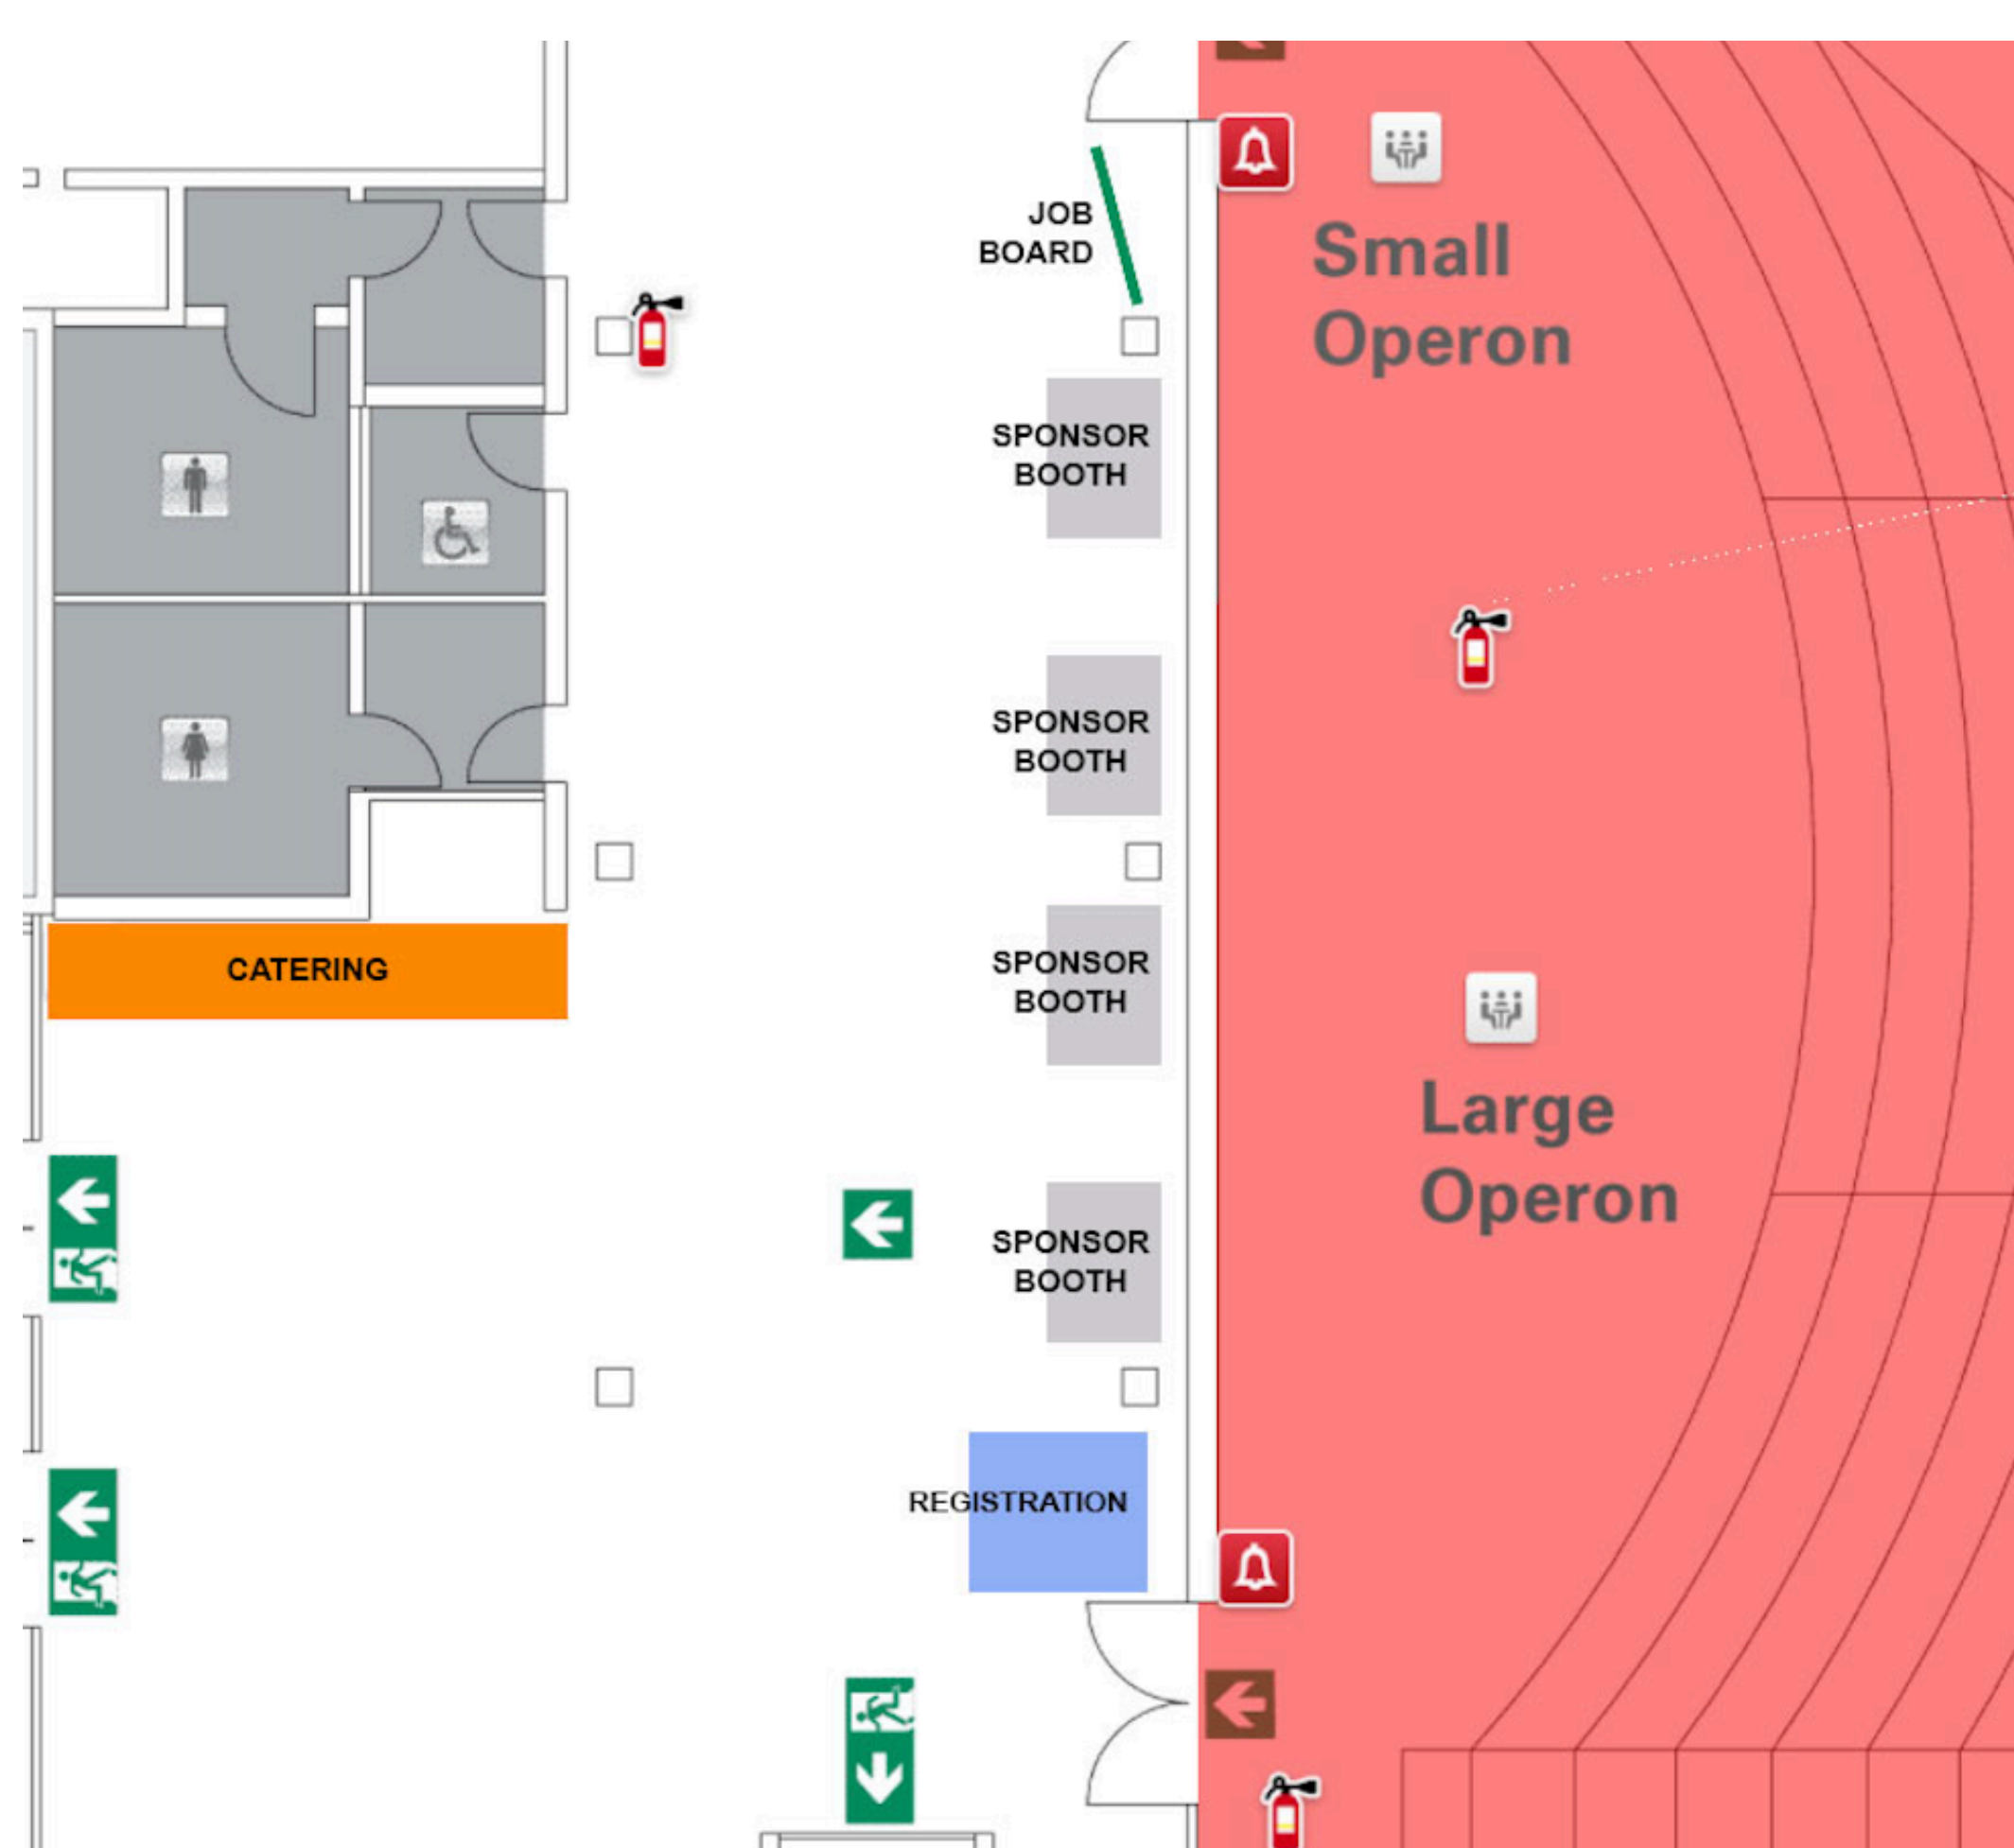 JOB
BOARD
Small
Operon
SPONSOR
BOOTH
SPONSOR
BOOTH
CATERING
SPONSOR
BOOTH
Large
Operon
SPONSOR
BOOTH
REGISTRATION